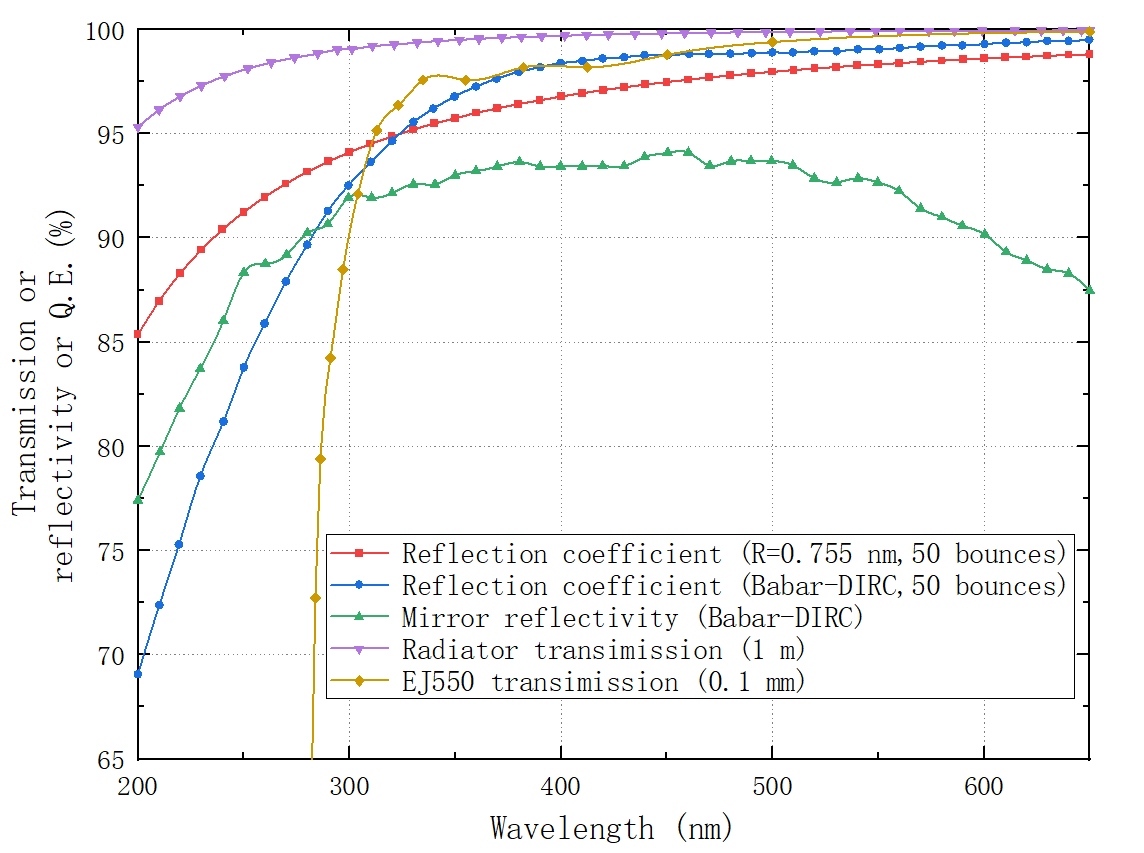 Transmission or
reflectivity or Q.E.(%)
100
95
90
85
80
75
70
65
Reflection coefficient (R=0.755 nm,50 bounces)
Reflection coefficient (Babar-DIRC,50 bounces)
Mirror reflectivity (Babar-DIRC)
Radiator transimission (1 m)
EJ550 transimission (0.1 mm)
200 300 400 500 600
Wavelength (nm)